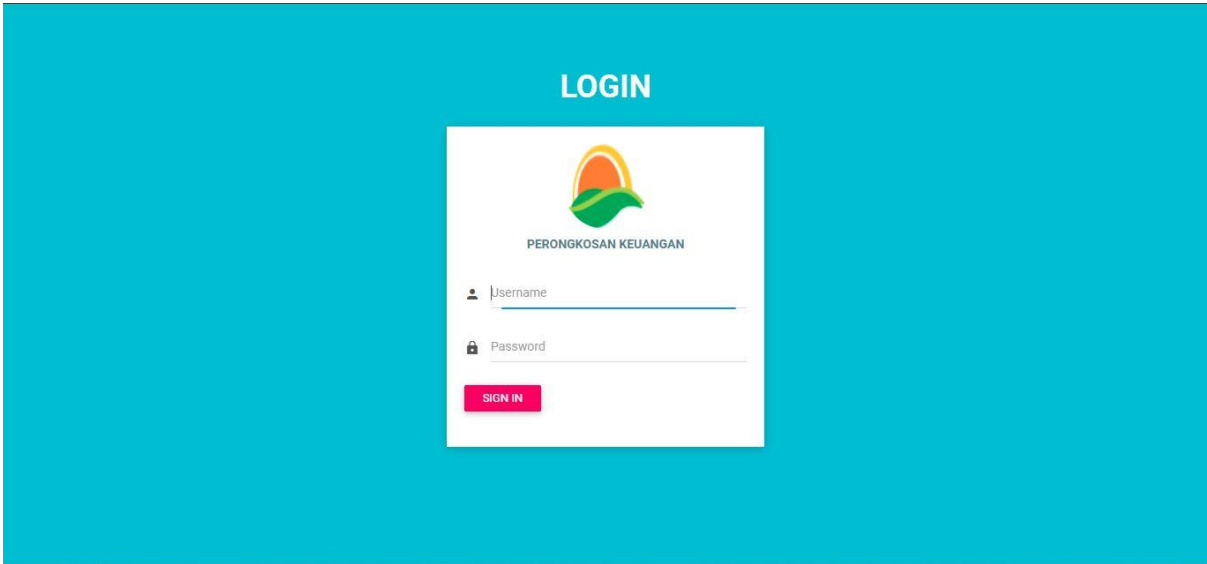 LOGIN
PERONGKOSAN KEUANGAN
Username
Password
SIGN IN